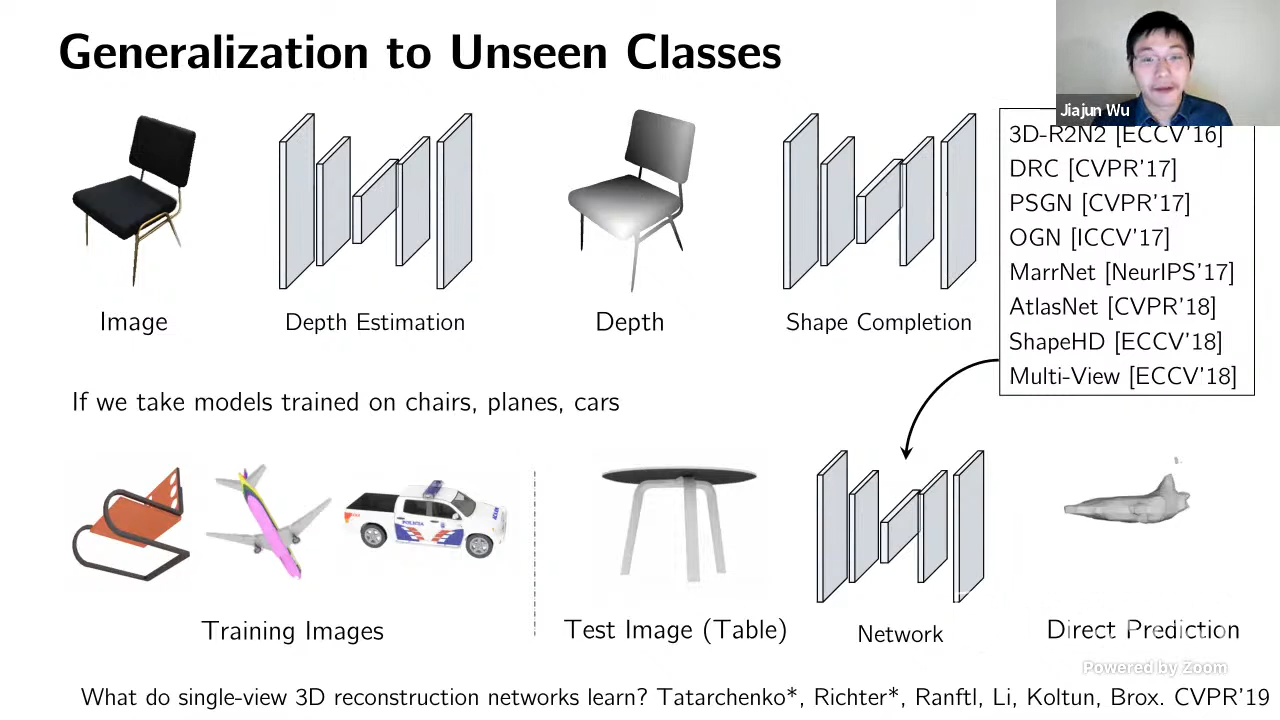 Generalization to Unseen Classes
Jiajun Wu
3D-R2N2 [ECCV'16]
DRC [CVPR'17]
PSGN [CVPR'17]
OGN [ICCV'17]
MarrNet [NeurIPS'17]
AtlasNet [CVPR'18]
ShapeHD [ECCV'18]
Multi-View [ECCV'18]
Image
Depth Estimation
Depth
Shape Completion
If we take models trained on chairs, planes, cars
POLICIA
Training Images
Test Image (Table)
Network
Direct Prediction
Powered by Zoom
What do single-view 3D reconstruction networks learn? Tatarchenko*, Richter*, Ranftl, Li, Koltun, Brox. CVPR'19